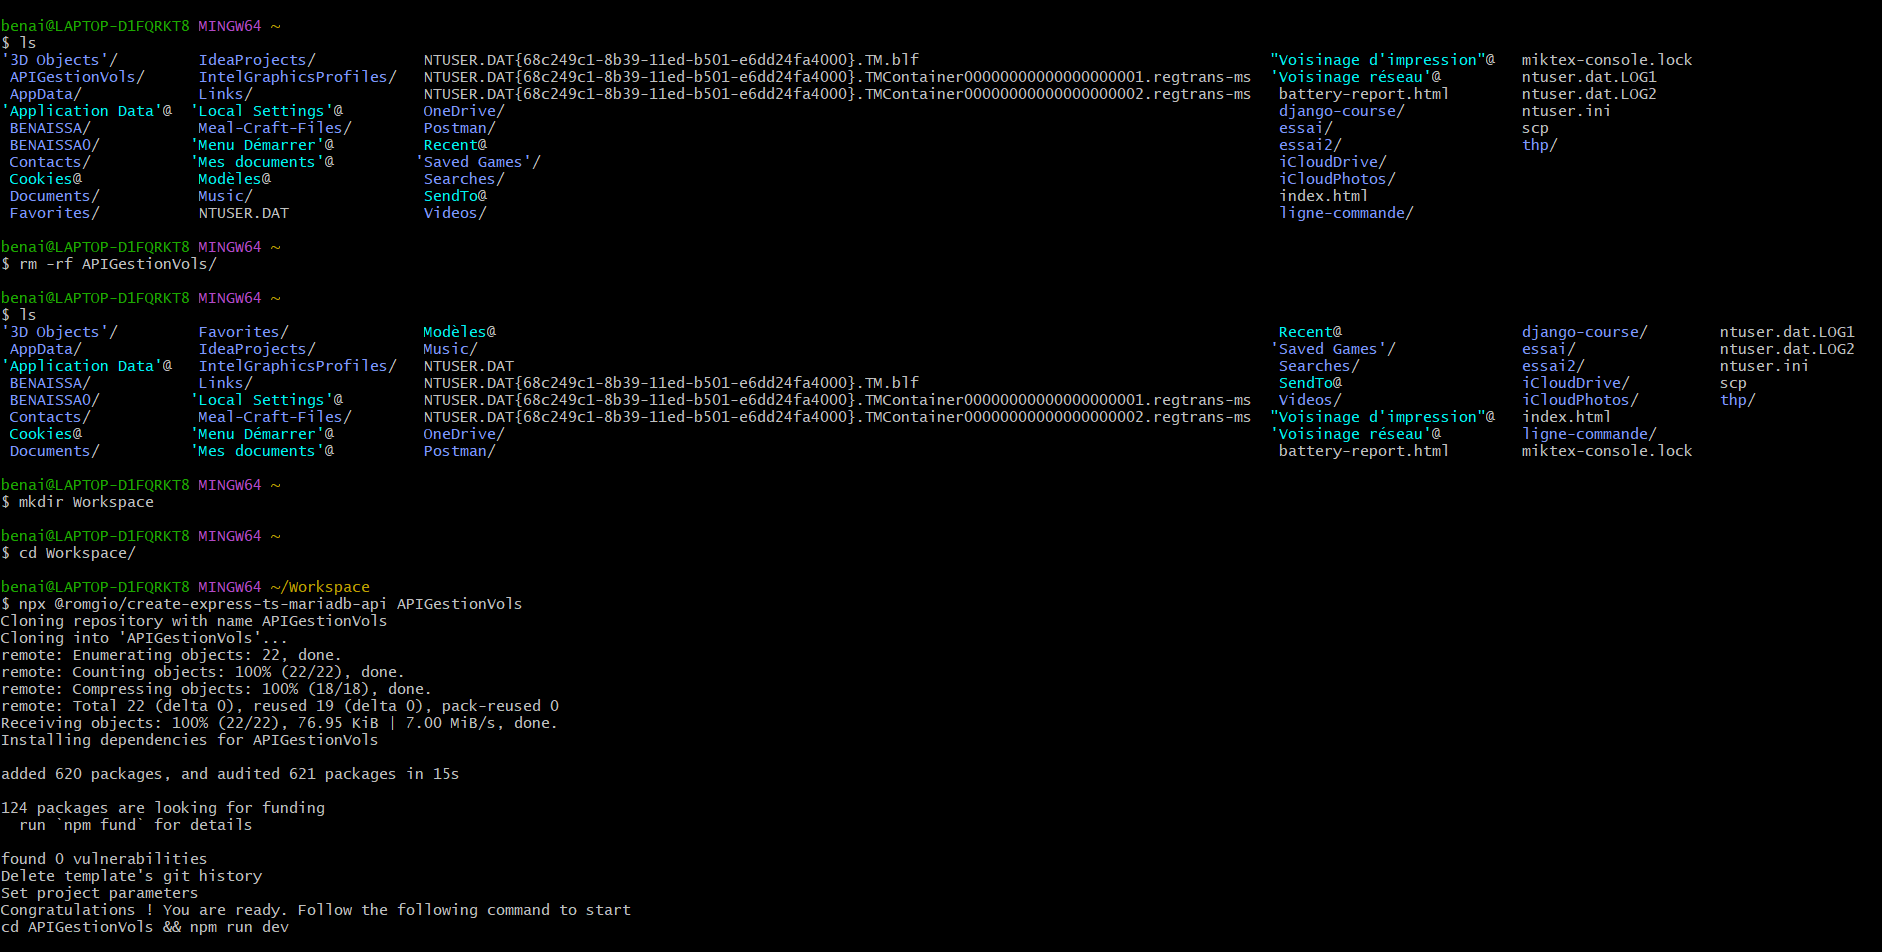 benai@LAPTOP-D1FQRKT8 MINGW64 ~
$ ls
'3D Objects'/ IdeaProjects/ NTUSER.DAT{68c249c1-8b39-11ed-b501-e6dd24fa4000}.TM.blf "Voisinage d'impression"@ miktex-console.lock
APIGestionVols/ IntelGraphicsProfiles/ NTUSER.DAT{68c249c1-8b39-11ed-b501-e6dd24fa4000}.TMContainer00000000000000000001.regtrans-ms 'Voisinage réseau'@ ntuser.dat.LOG1
AppData/ Links/ NTUSER.DAT{68c249c1-8b39-11ed-b501-e6dd24fa4000}.TMContainer00000000000000000002.regtrans-ms battery-report.html ntuser.dat.LOG2
'Application Data'@ 'Local Settings'@ OneDrive/ django-course/ ntuser.ini
BENAISSA/ Meal-Craft-Files/ Postman/ essai/ scp
BENAISSA0/ 'Menu Démarrer'@ Recent@ essai2/ thp/
Contacts/ 'Mes documents'@ 'Saved Games'/ iCloudDrive/
Cookies@ Modèles@ Searches/ iCloudPhotos/
Documents/ Music/ SendTo@ index.html
Favorites/ NTUSER.DAT Videos/ ligne-commande/
benai@LAPTOP-D1FQRKT8 MINGW64 ~
$ rm -rf APIGestionVols/
benai@LAPTOP-D1FQRKT8 MINGW64 ~
$ ls
'3D Objects'/ Favorites/ Modèles@ Recent@ django-course/ ntuser.dat.LOG1
AppData/ IdeaProjects/ Music/ 'Saved Games'/ essai/ ntuser.dat.LOG2
'Application Data'@ IntelGraphicsProfiles/ NTUSER.DAT Searches/ essai2/ ntuser.ini
BENAISSA/ Links/ NTUSER.DAT{68c249c1-8b39-11ed-b501-e6dd24fa4000}.TM.blf SendTo@ iCloudDrive/ scp
BENAISSA0/ 'Local Settings'@ NTUSER.DAT{68c249c1-8b39-11ed-b501-e6dd24fa4000}.TMContainer00000000000000000001.regtrans-ms Videos/ iCloudPhotos/ thp/
Contacts/ Meal-Craft-Files/ NTUSER.DAT{68c249c1-8b39-11ed-b501-e6dd24fa4000}.TMContainer00000000000000000002.regtrans-ms "Voisinage d'impression"@ index.html
Cookies@ 'Menu Démarrer'@ OneDrive/ 'Voisinage réseau'@ ligne-commande/
Documents/ 'Mes documents'@ Postman/ battery-report.html miktex-console.lock
benai@LAPTOP-D1FQRKT8 MINGW64 ~
$ mkdir Workspace
benai@LAPTOP-D1FQRKT8 MINGW64 ~
$ cd Workspace/
benai@LAPTOP-D1FQRKT8 MINGW64 ~/Workspace
$ npx @romgio/create-express-ts-mariadb-api APIGestionVols
Cloning repository with name APIGestionVols
Cloning into 'APIGestionVols'...
remote: Enumerating objects: 22, done.
remote: Counting objects: 100% (22/22), done.
remote: Compressing objects: 100% (18/18), done.
remote: Total 22 (delta 0), reused 19 (delta 0), pack-reused 0
Receiving objects: 100% (22/22), 76.95 KiB | 7.00 MiB/s, done.
Installing dependencies for APIGestionVols
added 620 packages, and audited 621 packages in 15s
124 packages are looking for funding
run `npm fund` for details
found 0 vulnerabilities
Delete template's git history
Set project parameters
Congratulations ! You are ready. Follow the following command to start
cd APIGestionVols && npm run dev